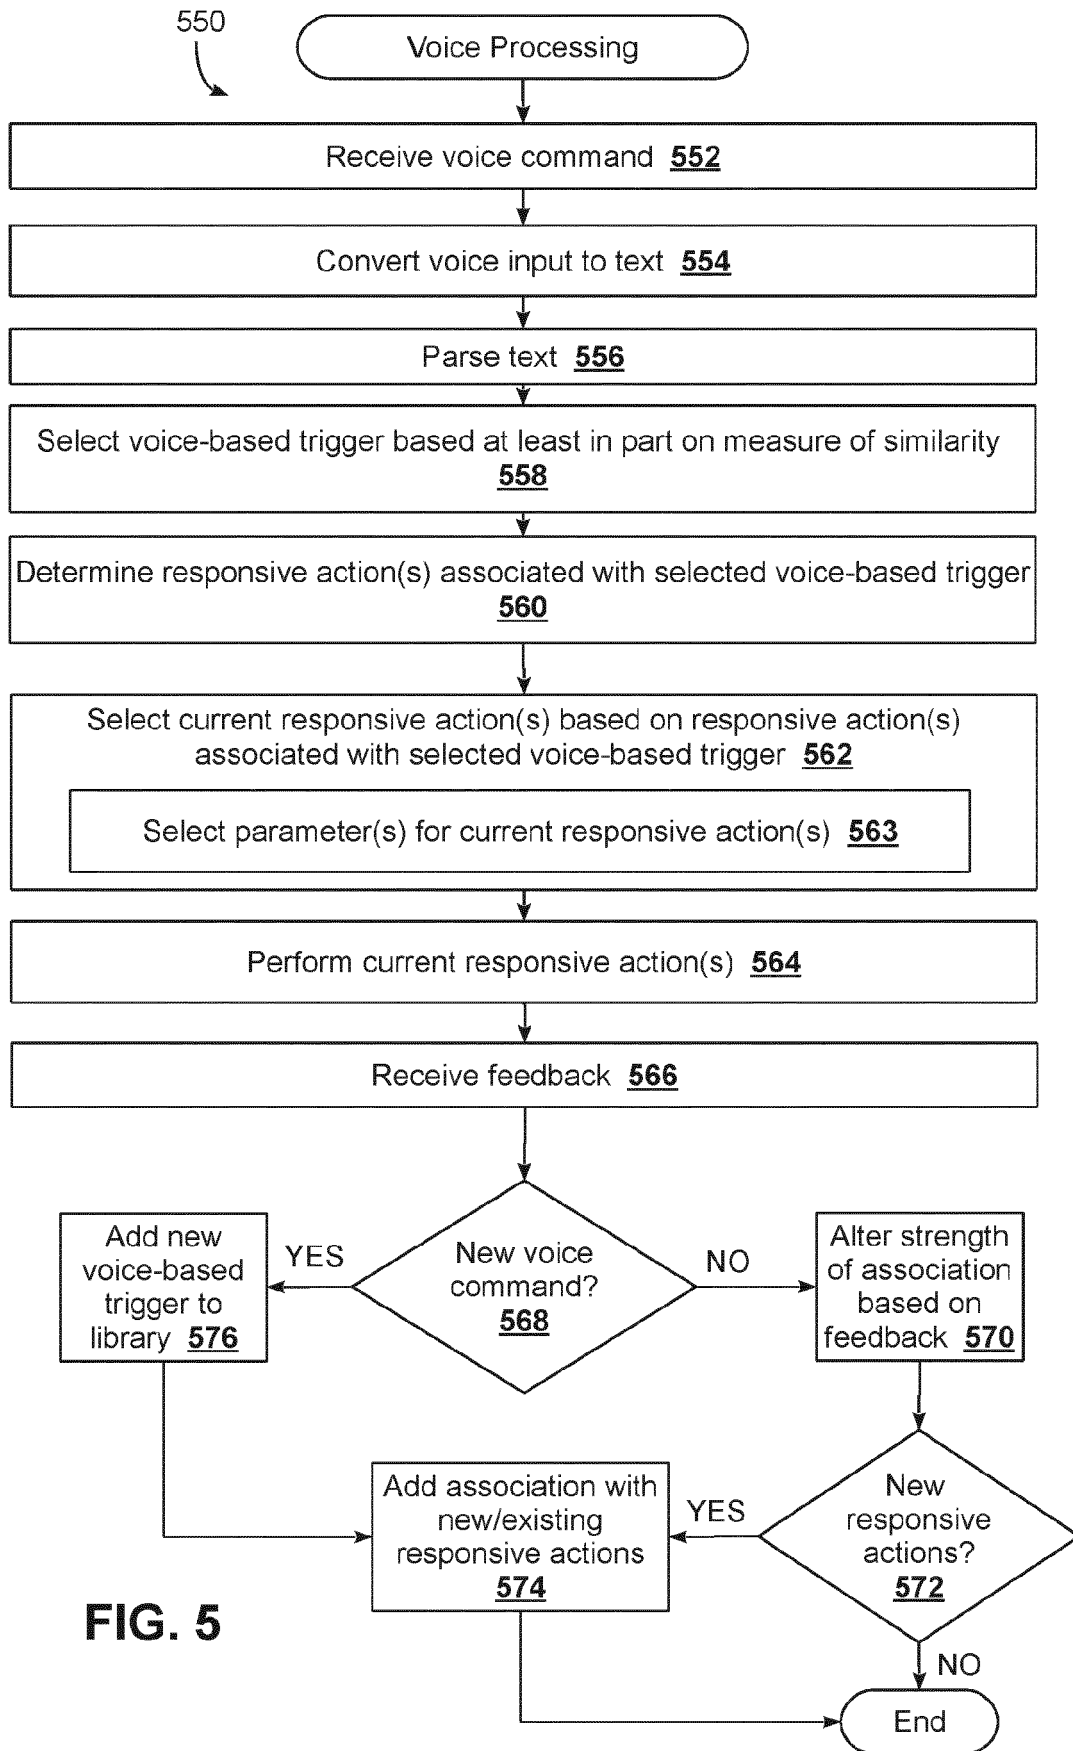 550
Voice Processing
Receive voice command 552
Convert voice input to text 554
Parse text 556
Select voice-based trigger based at least in part on measure of similarity
558
Determine responsive action(s) associated with selected voice-based trigger
560
Select current responsive action(s) based on responsive action(s)
associated with selected voice-based trigger 562
Select parameter(s) for current responsive action(s) 563
Perform current responsive action(s) 564
Receive feedback 566
New voice
command?
568
YES
NO
Add new
voice-based
trigger to
library 576
Alter strength
of association
based on
feedback 570
Add association with
new/existing
responsive actions
574
YES
New
responsive
actions?
572
NO
End
FIG. 5